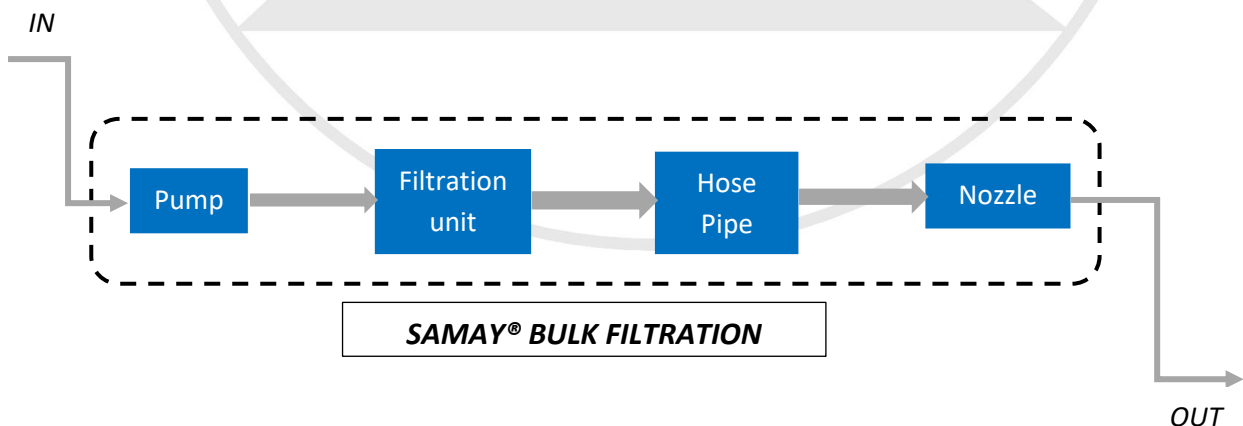 IN
Pump
Filtration
unit
Hose
Pipe
Nozzle
SAMAY® BULK FILTRATION
OUT